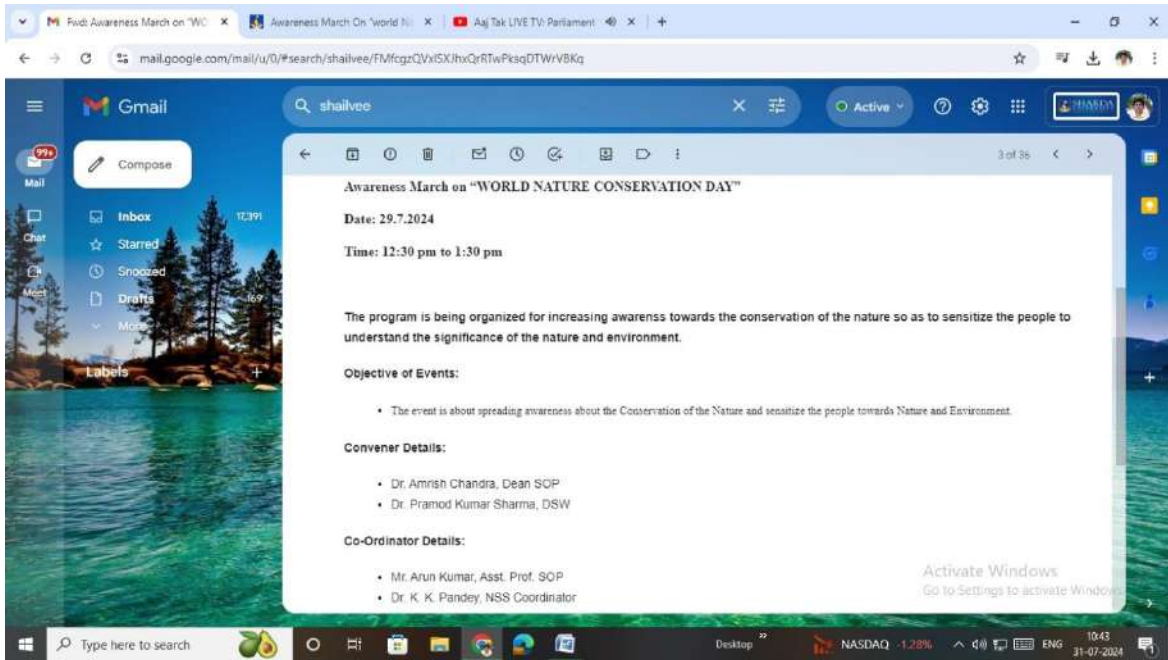 Fwd: Awareness March on "WO
Awareness March On "world N
Aaj Tak LIVE TV: Parliament
mail.google.com/mail/u/0/#search/shailvee/FMfcgzQVxlSXJhxQrRTwPksqDTWrVBKq
Gmail
shailvee
Active
SHARDA
99+
Mail
Compose
3 of 36
Chat
Inbox 17,391
Starred
Snoozed
Meet
Drafts 169
More
Labels
Awareness March on “WORLD NATURE CONSERVATION DAY”
Date: 29.7.2024
Time: 12:30 pm to 1:30 pm
The program is being organized for increasing awarenss towards the conservation of the nature so as to sensitize the people to
understand the significance of the nature and environment.
Objective of Events:
• The event is about spreading awareness about the Conservation of the Nature and sensitize the people towards Nature and Environment.
Convener Details:
• Dr. Amrish Chandra, Dean SOP
• Dr. Pramod Kumar Sharma, DSW
Co-Ordinator Details:
• Mr. Arun Kumar, Asst. Prof. SOP
• Dr. K. K. Pandey, NSS Coordinator
Activate Windows
Go to Settings to activate Windows
Type here to search
Desktop
NASDAQ -1.28%
ENG
10:43
31-07-2024